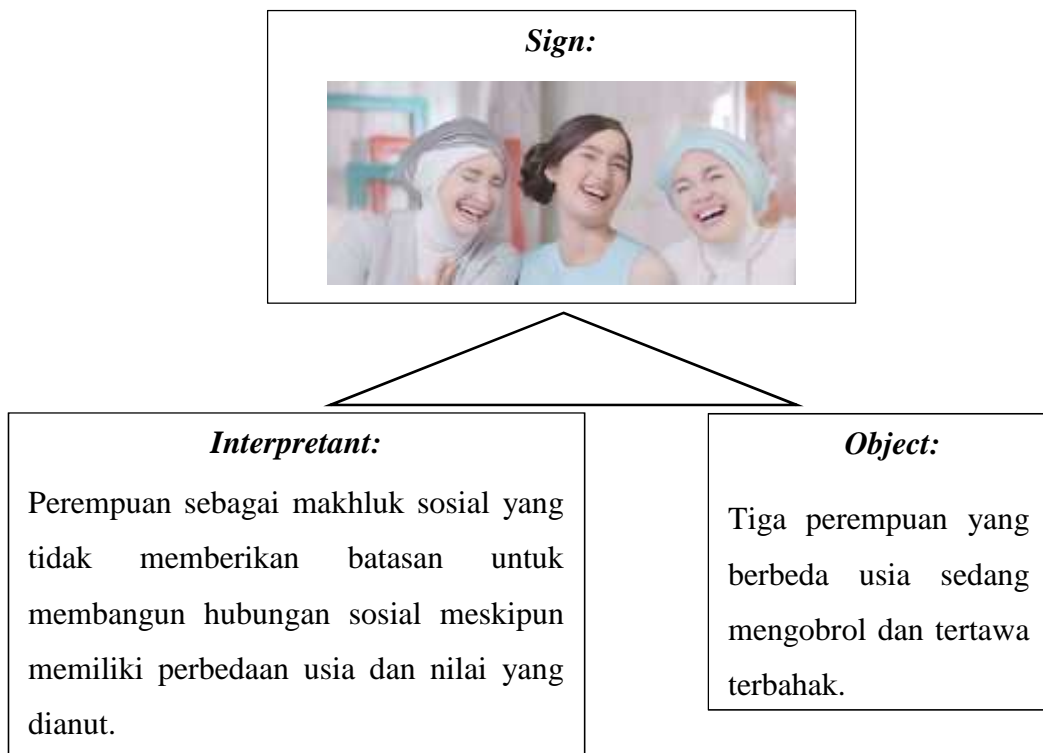 Sign:
Interpretant:
Perempuan sebagai makhluk sosial yang
tidak memberikan batasan untuk
membangun hubungan sosial meskipun
memiliki perbedaan usia dan nilai yang
dianut.
Object:
Tiga perempuan yang
berbeda usia sedang
mengobrol dan tertawa
terbahak.